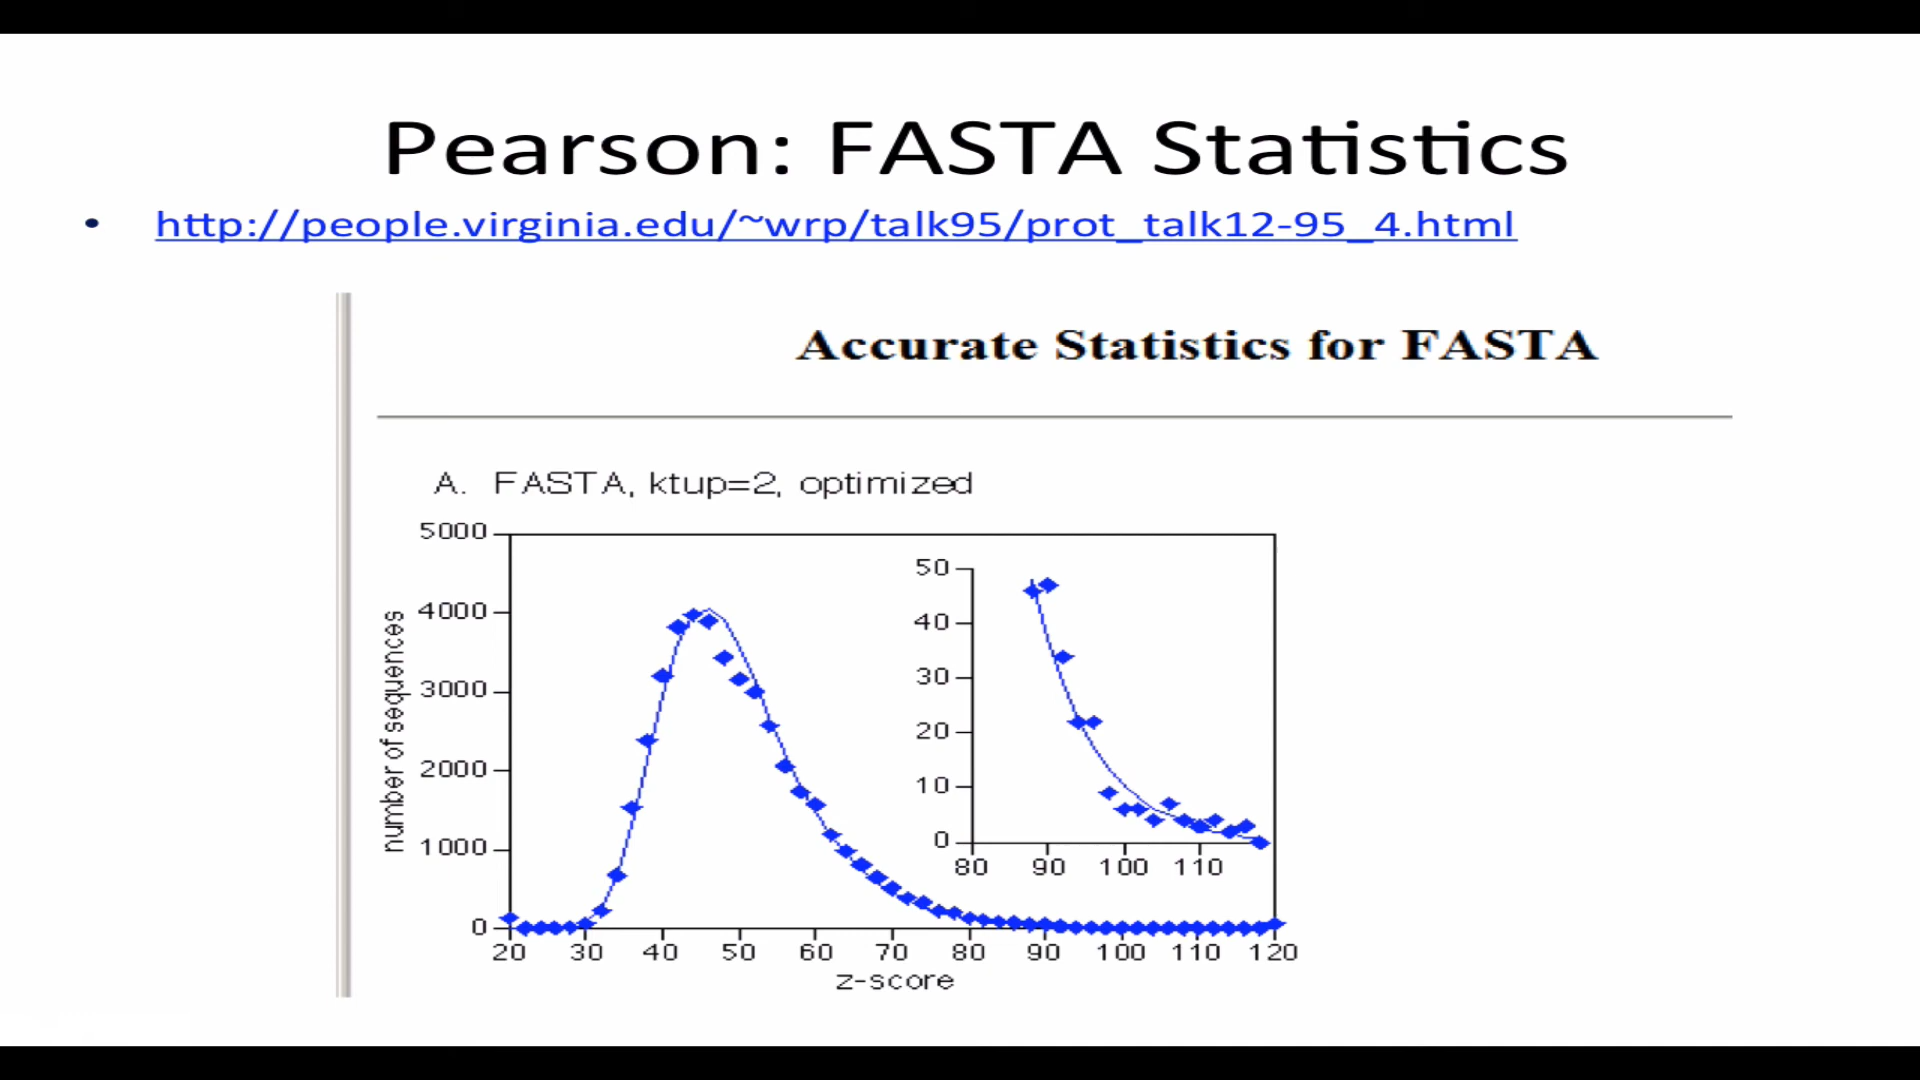 Pearson: FASTA Statistics
• http://people.virginia.edu/~wrp/talk95/prot_talk12-95_4.html
Accurate Statistics for FASTA
A. FASTA, ktup=2, optimized
number of sequences
5000
4000
3000
2000
1000
0
20 30 40 50 60 70 80 90 100 110 120
z-score
50
40
30
20
10
0
80 90 100 110